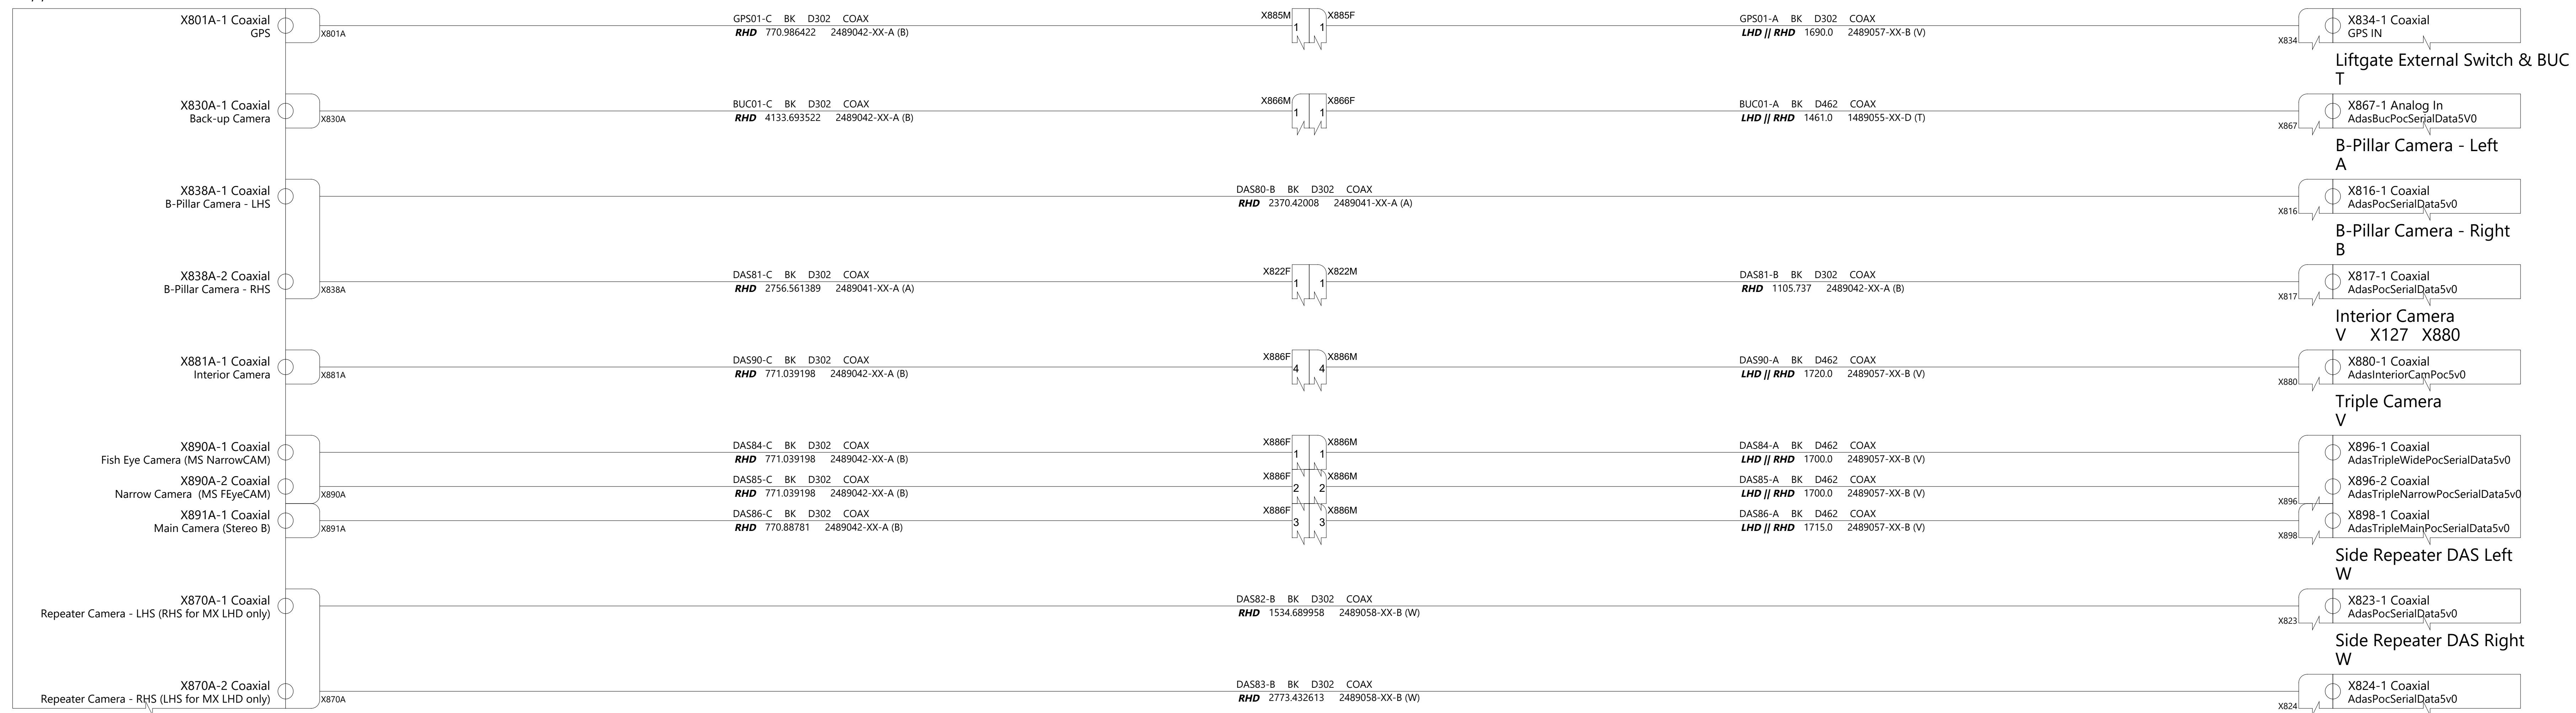 X801A-1 Coaxial
GPS
X801A
GPS01-C BK D302 COAX
RHD 770.986422 2489042-XX-A (B)
X885M X885F
1 1
GPS01-A BK D302 COAX
LHD || RHD 1690.0 2489057-XX-B (V)
X834
X834-1 Coaxial
GPS IN
Liftgate External Switch & BUC
T
X830A-1 Coaxial
Back-up Camera
X830A
BUC01-C BK D302 COAX
RHD 4133.693522 2489042-XX-A (B)
X866M X866F
1 1
BUC01-A BK D462 COAX
LHD || RHD 1461.0 1489055-XX-D (T)
X867
X867-1 Analog In
AdasBucPocSerialData5V0
B-Pillar Camera - Left
A
X838A-1 Coaxial
B-Pillar Camera - LHS
DAS80-B BK D302 COAX
RHD 2370.42008 2489041-XX-A (A)
X816
X816-1 Coaxial
AdasPocSerialData5v0
B-Pillar Camera - Right
B
X838A-2 Coaxial
B-Pillar Camera - RHS
X838A
DAS81-C BK D302 COAX
RHD 2756.561389 2489041-XX-A (A)
X822F X822M
1 1
DAS81-B BK D302 COAX
RHD 1105.737 2489042-XX-A (B)
X817
X817-1 Coaxial
AdasPocSerialData5v0
Interior Camera
V X127 X880
X881A-1 Coaxial
Interior Camera
X881A
DAS90-C BK D302 COAX
RHD 771.039198 2489042-XX-A (B)
X886F X886M
4 4
DAS90-A BK D462 COAX
LHD || RHD 1720.0 2489057-XX-B (V)
X880
X880-1 Coaxial
AdasInteriorCamPoc5v0
Triple Camera
V
X890A-1 Coaxial
Fish Eye Camera (MS NarrowCAM)
DAS84-C BK D302 COAX
RHD 771.039198 2489042-XX-A (B)
X886F X886M
1 1
DAS84-A BK D462 COAX
LHD || RHD 1700.0 2489057-XX-B (V)
X896-1 Coaxial
AdasTripleWidePocSerialData5v0
X890A-2 Coaxial
Narrow Camera (MS FEyeCAM)
X890A
DAS85-C BK D302 COAX
RHD 771.039198 2489042-XX-A (B)
X886F X886M
2 2
DAS85-A BK D462 COAX
LHD || RHD 1700.0 2489057-XX-B (V)
X896
X896-2 Coaxial
AdasTripleNarrowPocSerialData5v0
X891A-1 Coaxial
Main Camera (Stereo B)
X891A
DAS86-C BK D302 COAX
RHD 770.88781 2489042-XX-A (B)
X886F X886M
3 3
DAS86-A BK D462 COAX
LHD || RHD 1715.0 2489057-XX-B (V)
X898
X898-1 Coaxial
AdasTripleMainPocSerialData5v0
Side Repeater DAS Left
W
X870A-1 Coaxial
Repeater Camera - LHS (RHS for MX LHD only)
DAS82-B BK D302 COAX
RHD 1534.689958 2489058-XX-B (W)
X823
X823-1 Coaxial
AdasPocSerialData5v0
Side Repeater DAS Right
W
X870A-2 Coaxial
Repeater Camera - RHS (LHS for MX LHD only)
X870A
DAS83-B BK D302 COAX
RHD 2773.432613 2489058-XX-B (W)
X824
X824-1 Coaxial
AdasPocSerialData5v0